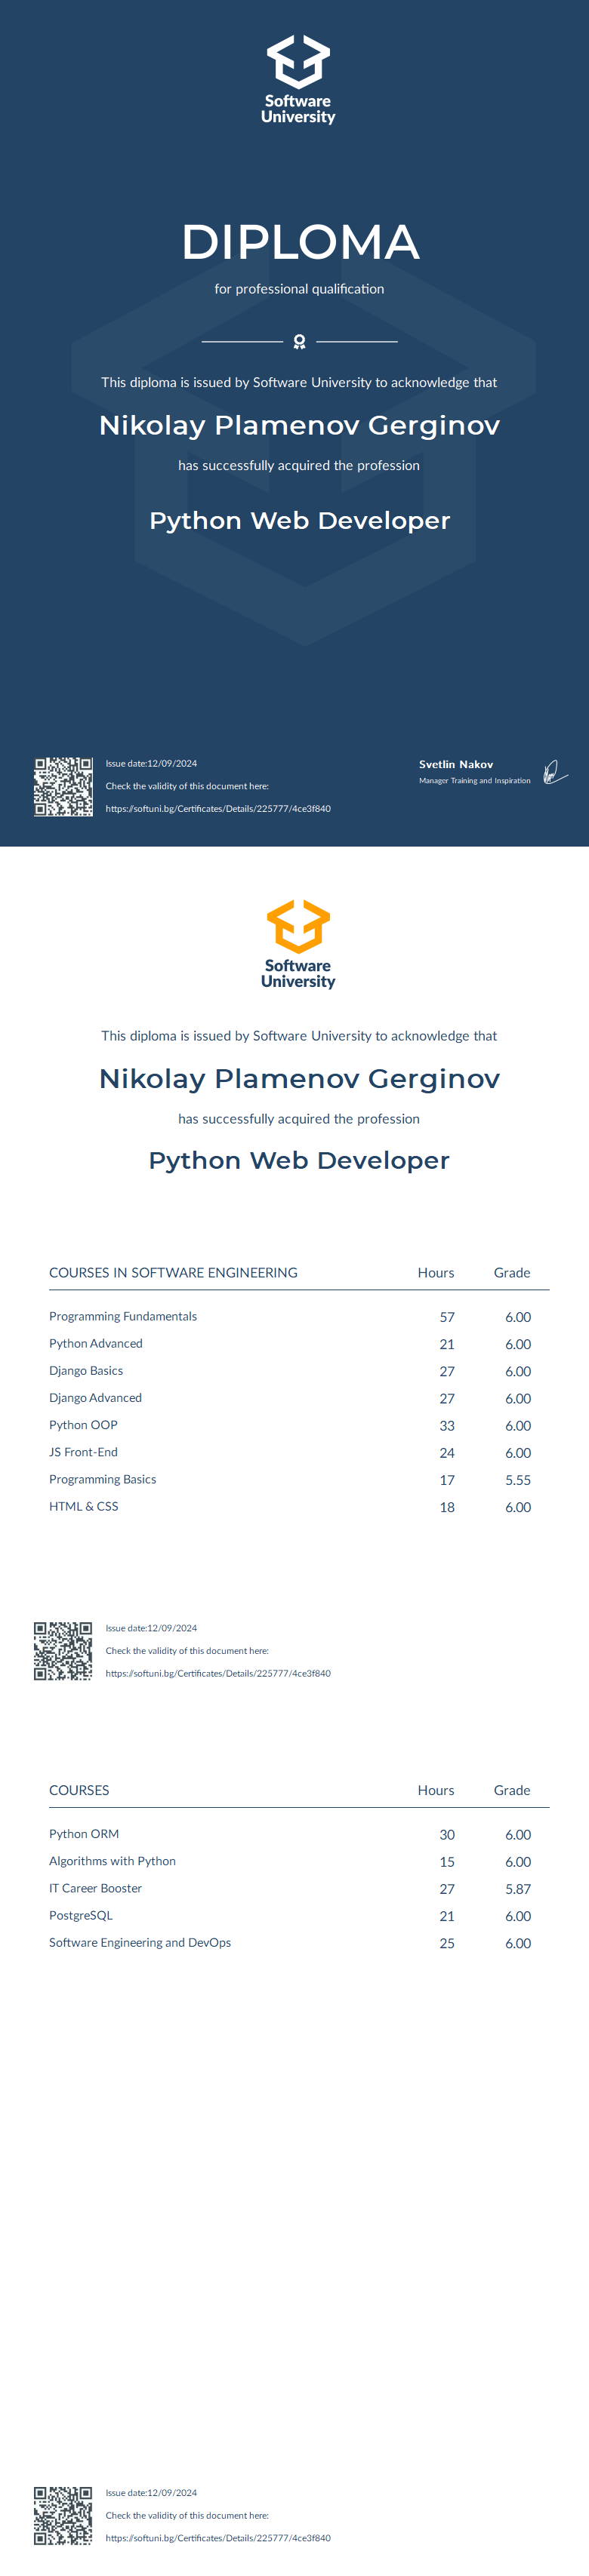 Software
University
DIPLOMA
for professional qualification
This diploma is issued by Software University to acknowledge that
Nikolay Plamenov Gerginov
has successfully acquired the profession
Python Web Developer
Issue date:12/09/2024
Check the validity of this document here:
https://softuni.bg/Certificates/Details/225777/4ce3f840
Svetlin Nakov
Manager Training and Inspiration
Software
University
This diploma is issued by Software University to acknowledge that
Nikolay Plamenov Gerginov
has successfully acquired the profession
Python Web Developer
COURSES IN SOFTWARE ENGINEERING Hours Grade
Programming Fundamentals 57 6.00
Python Advanced 21 6.00
Django Basics 27 6.00
Django Advanced 27 6.00
Python OOP 33 6.00
JS Front-End 24 6.00
Programming Basics 17 5.55
HTML & CSS 18 6.00
Issue date:12/09/2024
Check the validity of this document here:
https://softuni.bg/Certificates/Details/225777/4ce3f840
COURSES Hours Grade
Python ORM 30 6.00
Algorithms with Python 15 6.00
IT Career Booster 27 5.87
PostgreSQL 21 6.00
Software Engineering and DevOps 25 6.00
Issue date:12/09/2024
Check the validity of this document here:
https://softuni.bg/Certificates/Details/225777/4ce3f840